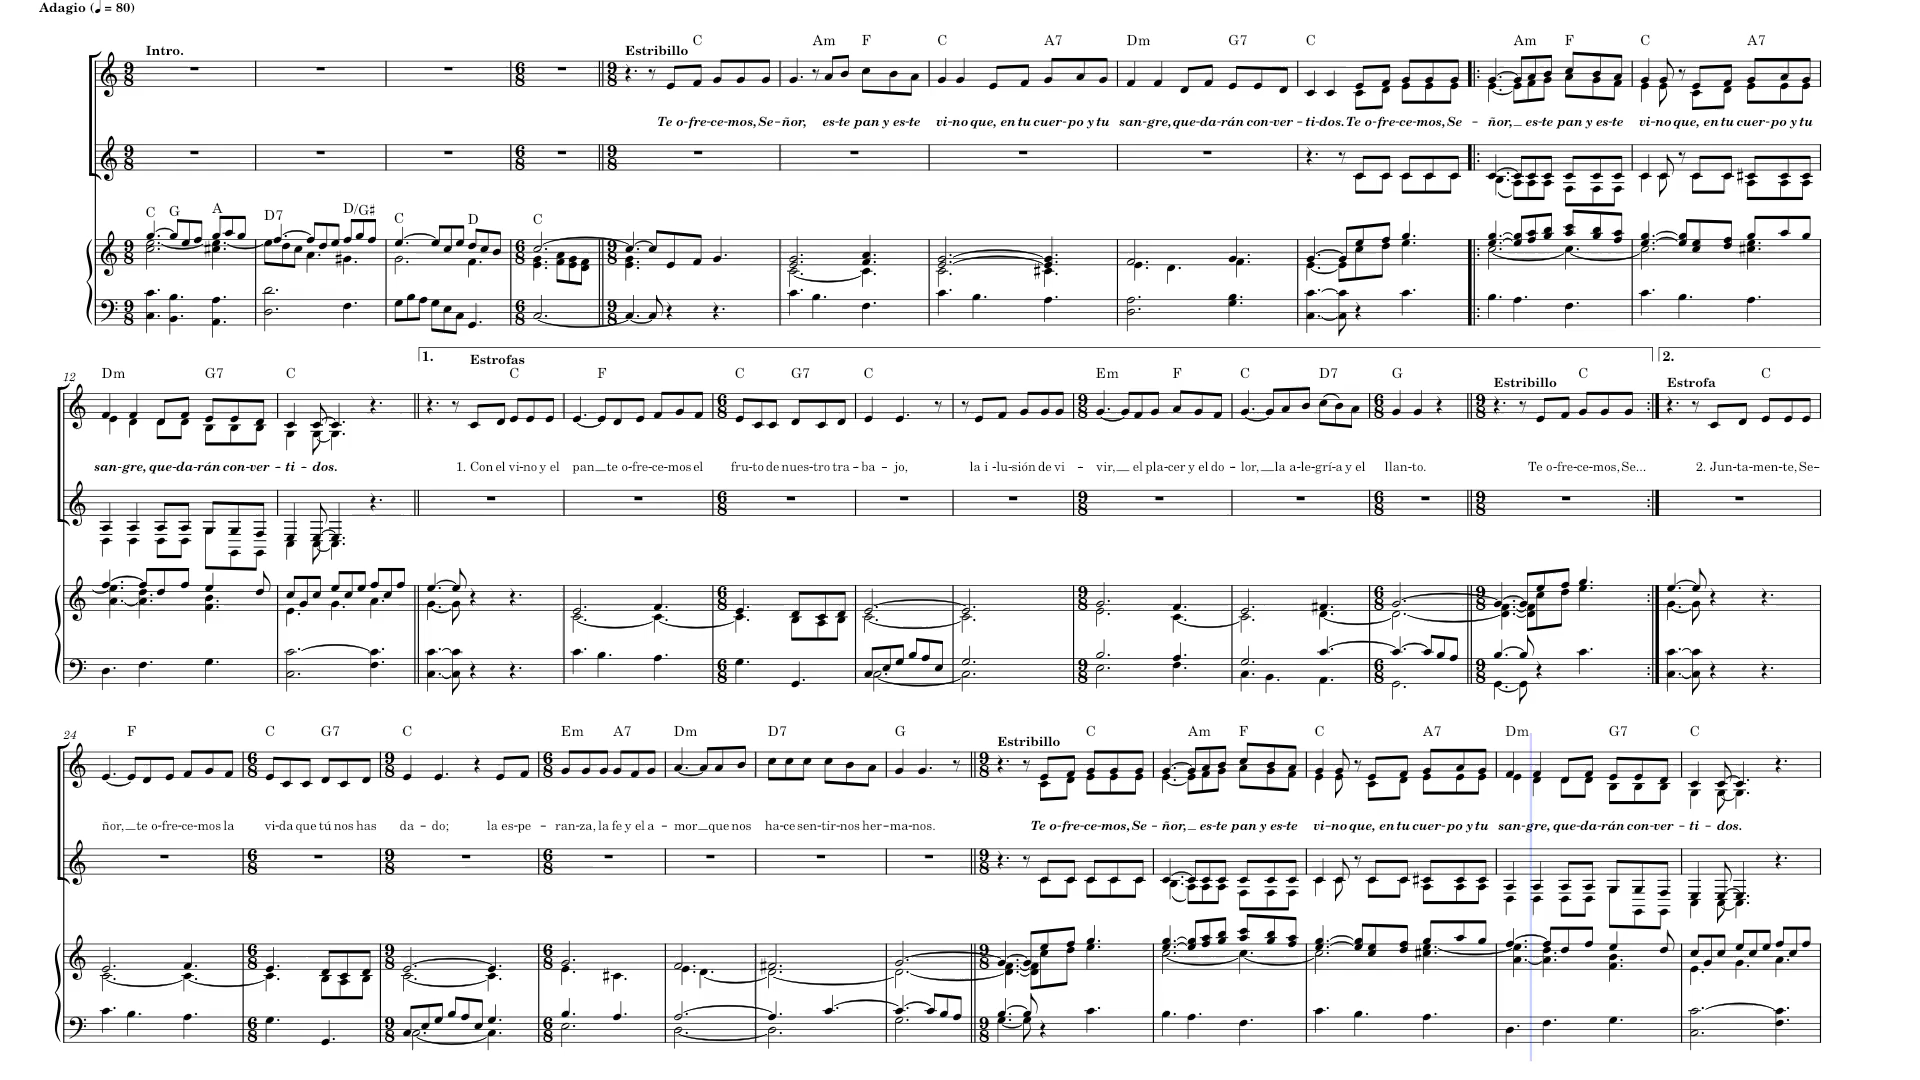 Adagio (♩ = 80)
Intro. Estribillo C Am F C A7 Dm G7 C Am F C A7
Te o-fre-ce-mos, Se-ñor, es-te pan y es-te vi-no que, en tu cuer-po y tu san-gre, que-da-rán con-ver-ti-dos. Te o-fre-ce-mos, Se-ñor, es-te pan y es-te vi-no que, en tu cuer-po y tu
C G A D7 D/G♯ C D C
12 Dm G7 C 1. Estrofas C F C G7 C Em F C D7 G Estribillo C 2. Estrofa C
san-gre, que-da-rán con-ver-ti-dos. 1. Con el vi-no y el pan te o-fre-ce-mos el fru-to de nues-tro tra-ba-jo, la i-lu-sión de vi-vir, el pla-cer y el do-lor, la a-le-grí-a y el llan-to. Te o-fre-ce-mos, Se... 2. Jun-ta-men-te, Se-
24 F C G7 C Em A7 Dm D7 G Estribillo C Am F C A7 Dm G7 C
ñor, te o-fre-ce-mos la vi-da que tú nos has da-do; la es-pe-ran-za, la fe y el a-mor que nos ha-ce sen-tir-nos her-ma-nos. Te o-fre-ce-mos, Se-ñor, es-te pan y es-te vi-no que, en tu cuer-po y tu san-gre, que-da-rán con-ver-ti-dos.